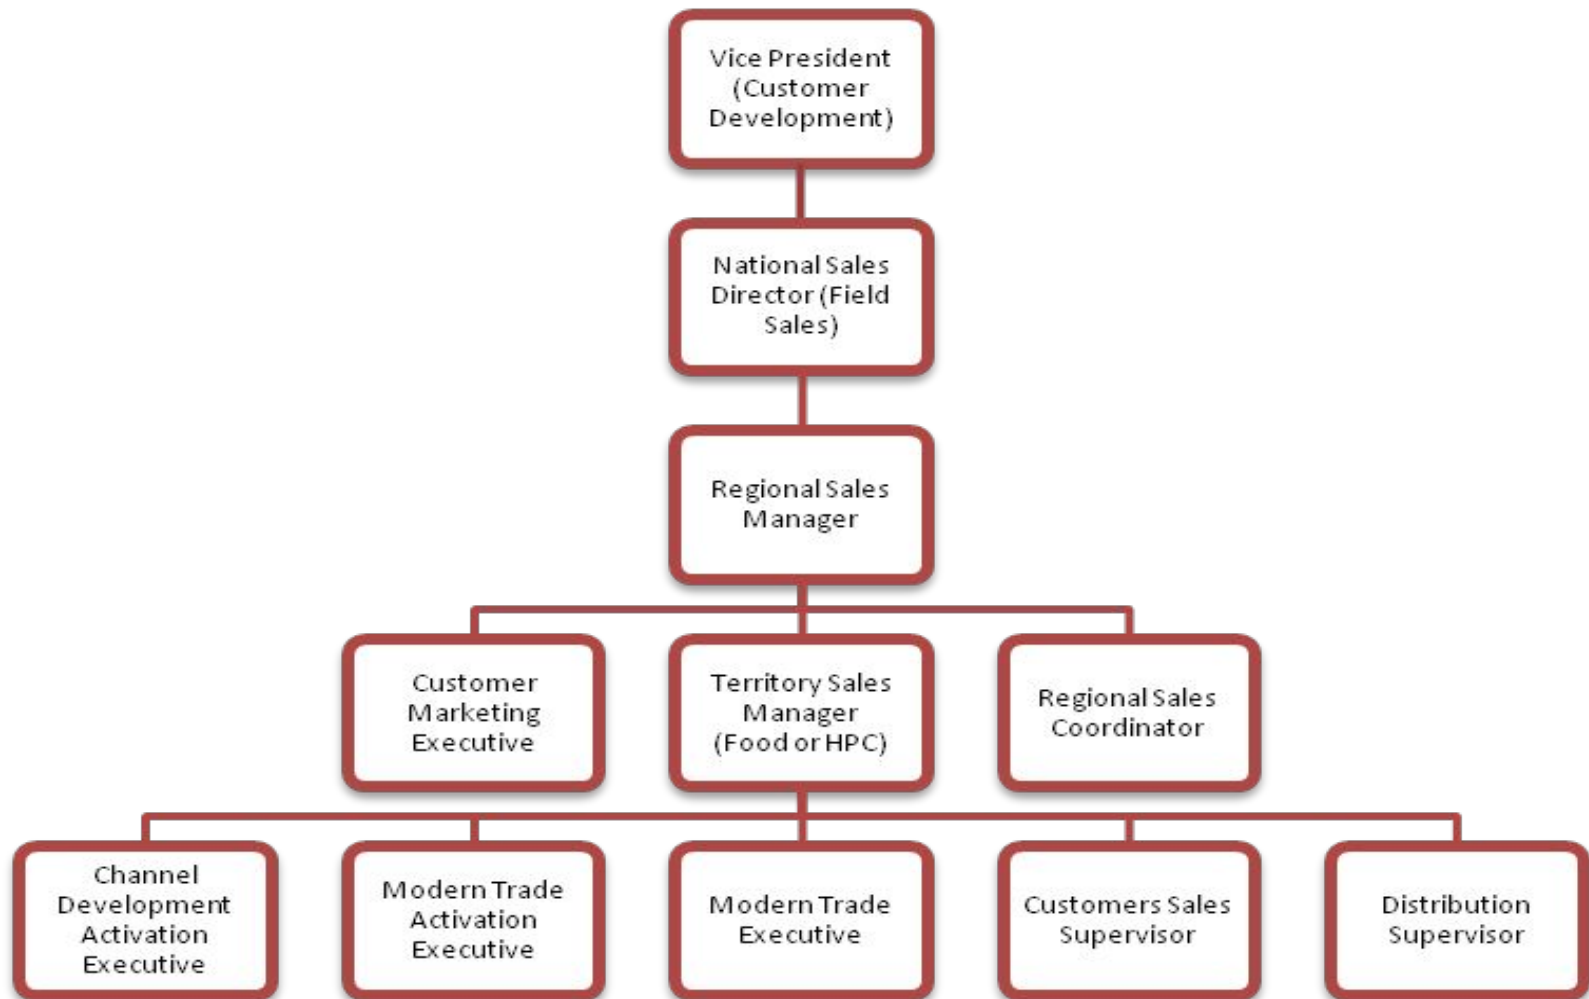 Vice President
(Customer
Development)
National Sales
Director (Field
Sales)
Regional Sales
Manager
Customer
Marketing
Executive
Territory Sales
Manager
(Food or HPC)
Regional Sales
Coordinator
Channel
Development
Activation
Executive
Modern Trade
Activation
Executive
Modern Trade
Executive
Customers Sales
Supervisor
Distribution
Supervisor